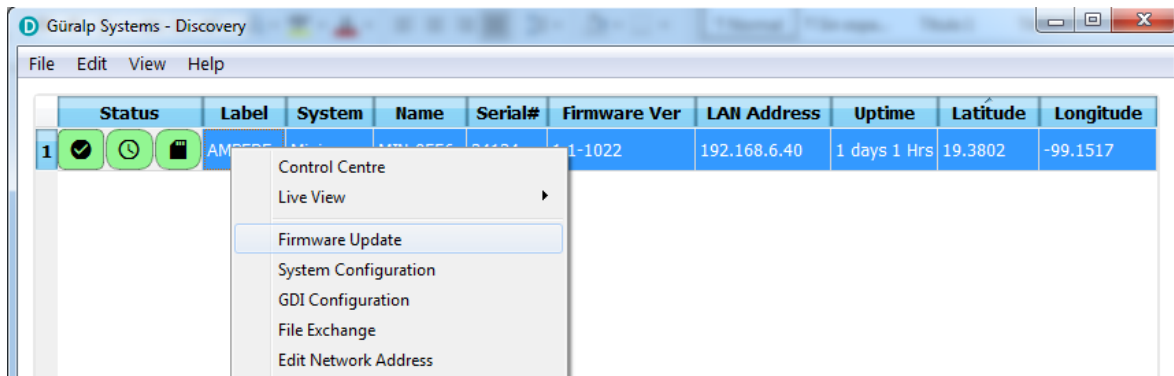 Güralp Systems - Discovery
File Edit View Help
Status Label System Name Serial# Firmware Ver LAN Address Uptime Latitude Longitude
1 1-1022 192.168.6.40 1 days 1 Hrs 19.3802 -99.1517
Control Centre
Live View
Firmware Update
System Configuration
GDI Configuration
File Exchange
Edit Network Address